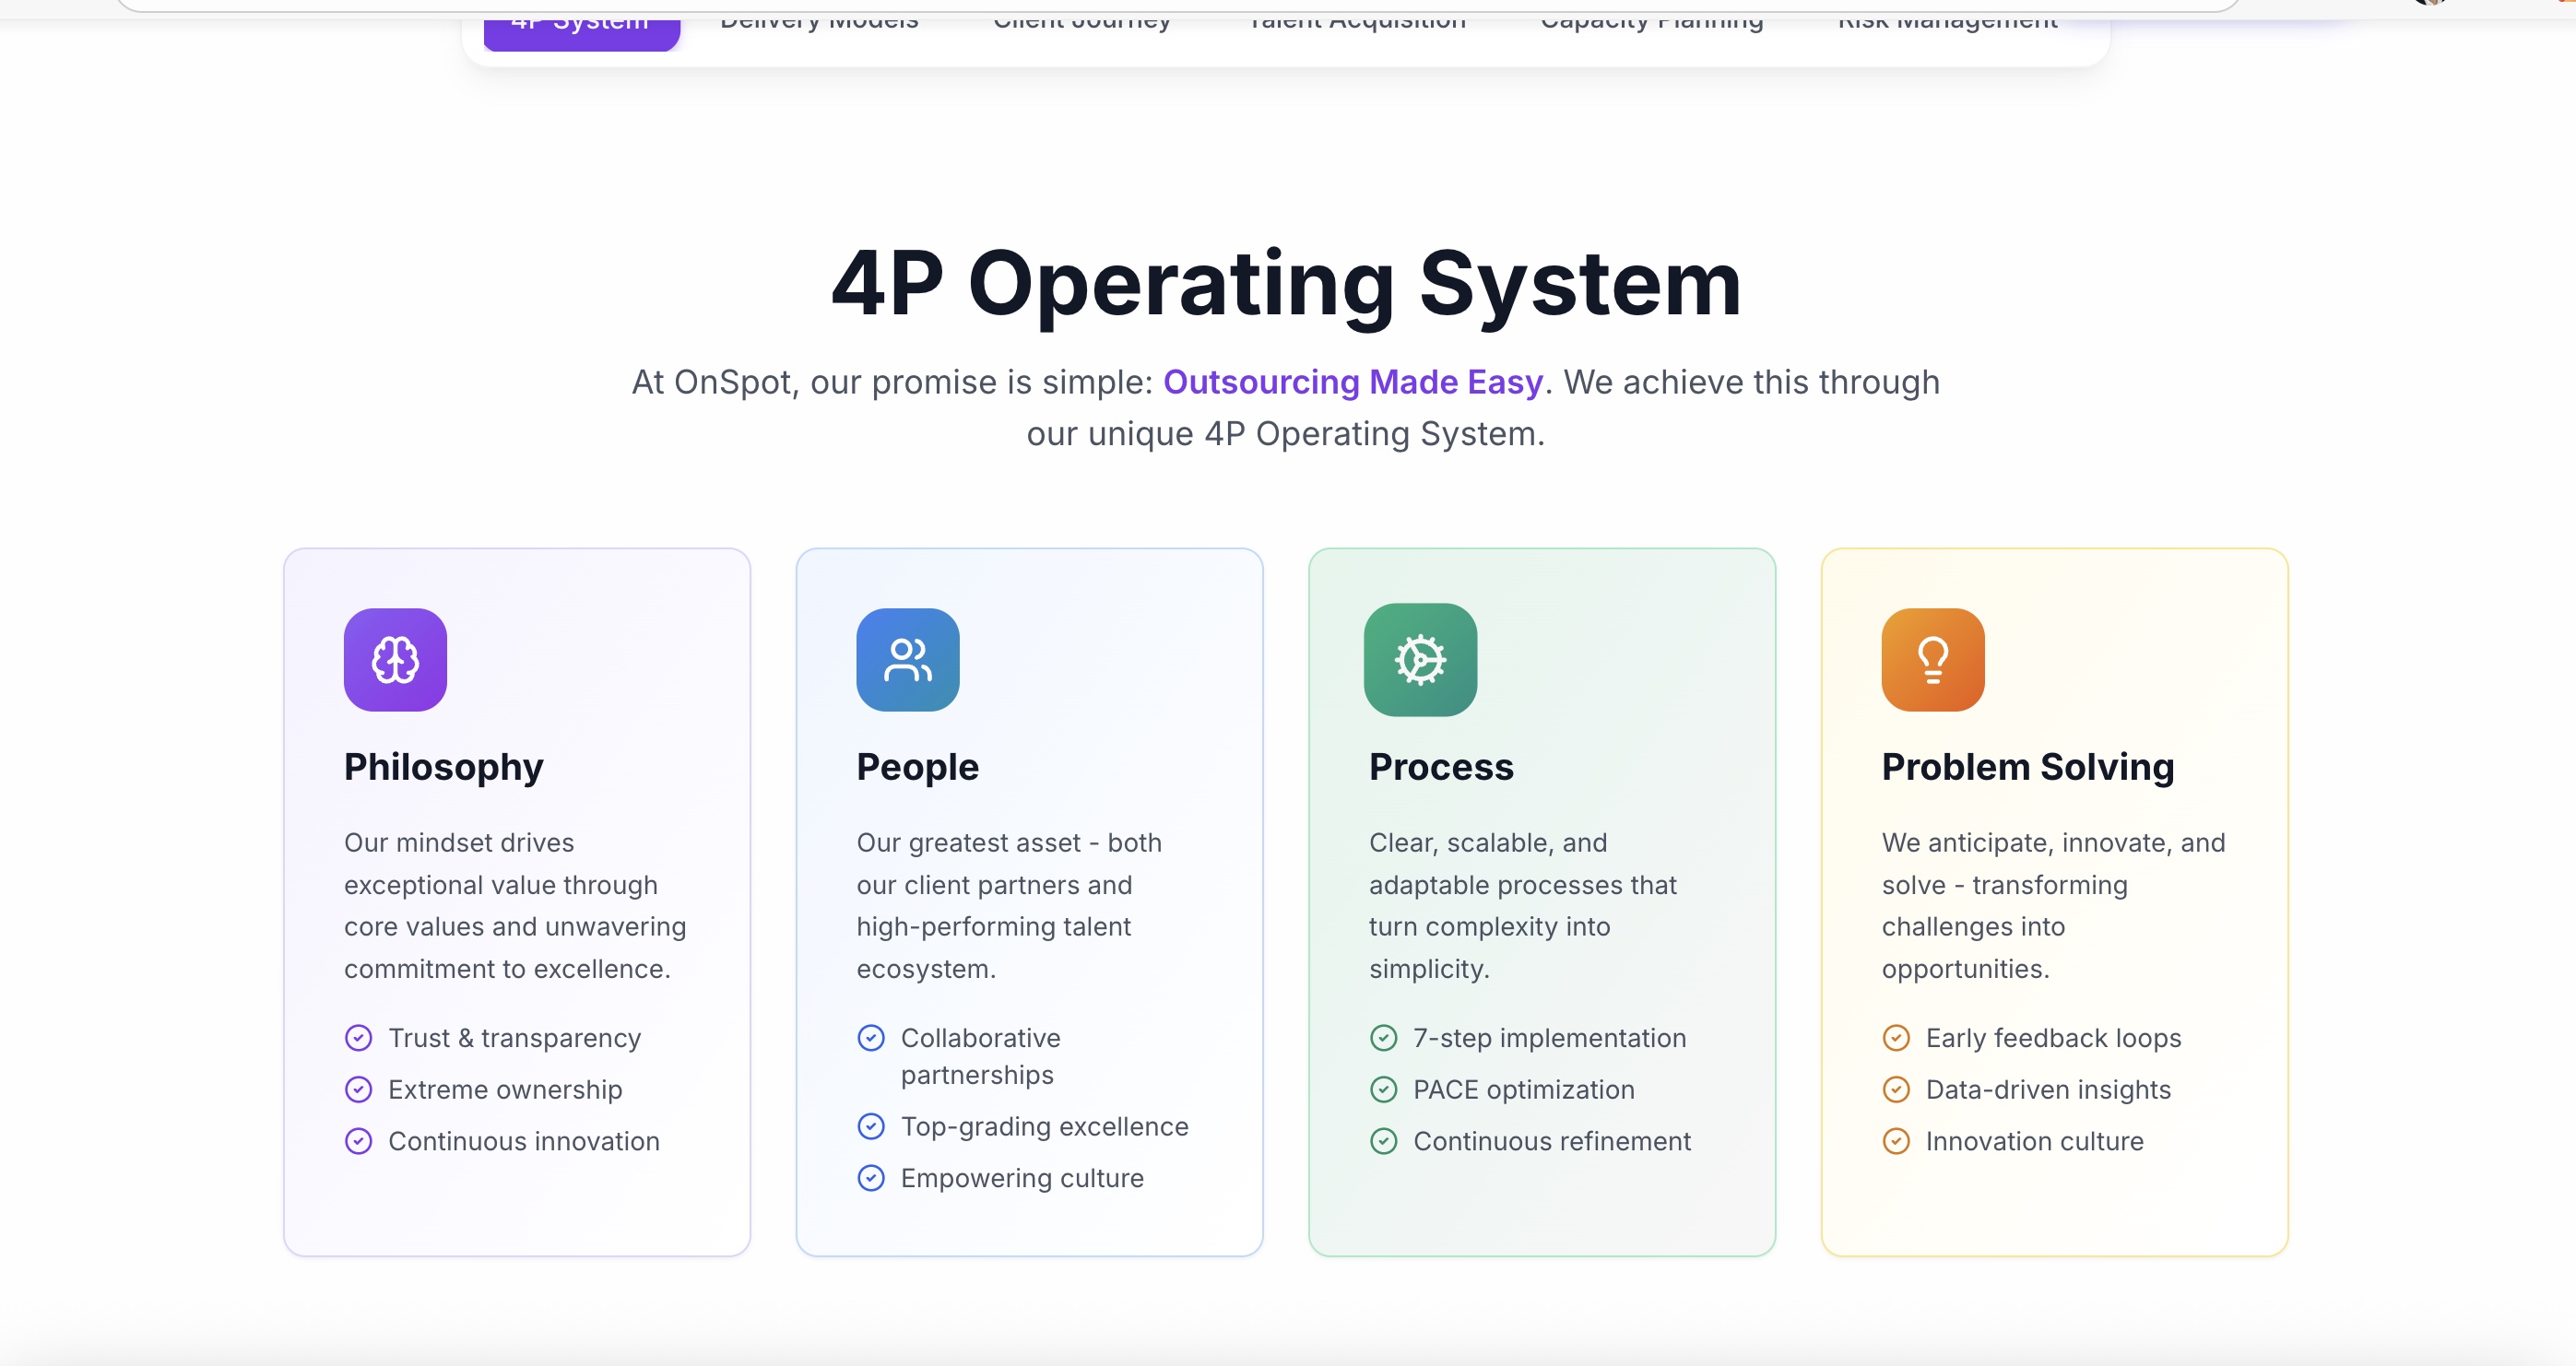 4P System
Delivery Models
Client Journey
Talent Acquisition
Capacity Planning
Risk Management
4P Operating System
At OnSpot, our promise is simple: Outsourcing Made Easy. We achieve this through
our unique 4P Operating System.
Philosophy
Our mindset drives
exceptional value through
core values and unwavering
commitment to excellence.
Trust & transparency
Extreme ownership
Continuous innovation
People
Our greatest asset - both
our client partners and
high-performing talent
ecosystem.
Collaborative
partnerships
Top-grading excellence
Empowering culture
Process
Clear, scalable, and
adaptable processes that
turn complexity into
simplicity.
7-step implementation
PACE optimization
Continuous refinement
Problem Solving
We anticipate, innovate, and
solve - transforming
challenges into
opportunities.
Early feedback loops
Data-driven insights
Innovation culture